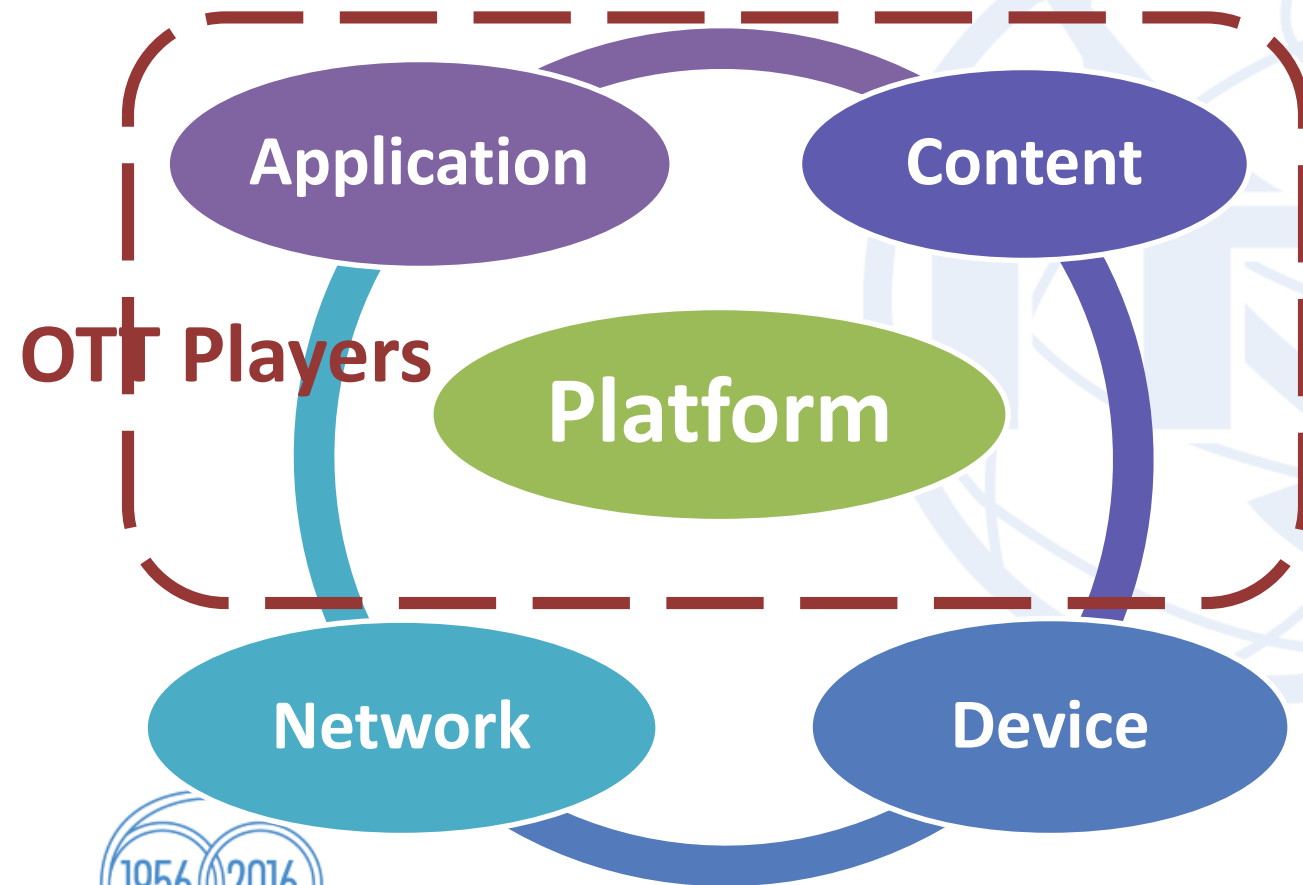 Application
Content
OTT Players
Platform
Network
Device
1956 2016